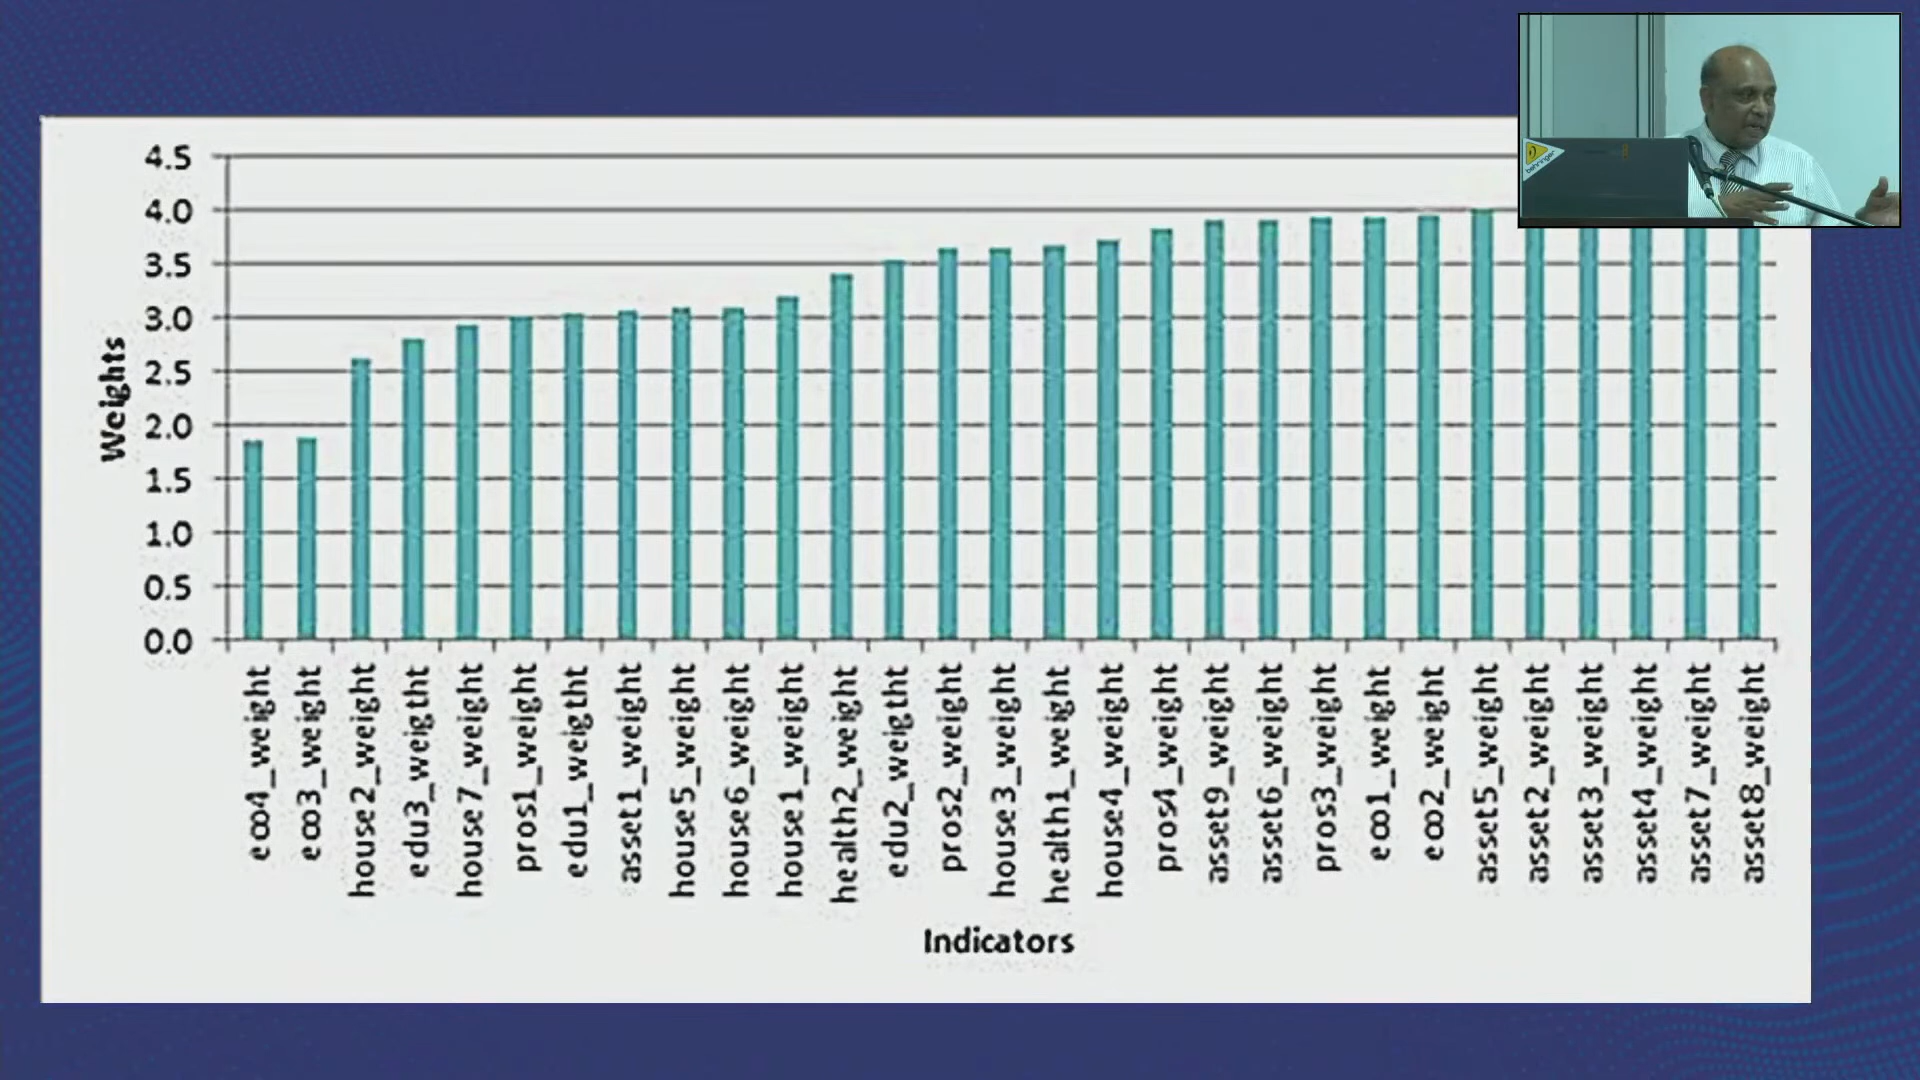 4.5
4.0
3.5
3.0
2.5
2.0
1.5
1.0
0.5
0.0
Weights
eco4_weight
eco3_weight
house2_weight
edu3_weigtht
house7_weight
pros1_weight
edu1_weigtht
asset1_weight
house5_weight
house6_weight
house1_weight
health2_weight
edu2_weigtht
pros2_weight
house3_weight
health1_weight
house4_weight
pros4_weight
asset9_weight
asset6_weight
pros3_weight
eco1_weight
eco2_weight
asset5_weight
asset2_weight
asset3_weight
asset4_weight
asset7_weight
asset8_weight
Indicators
behringer